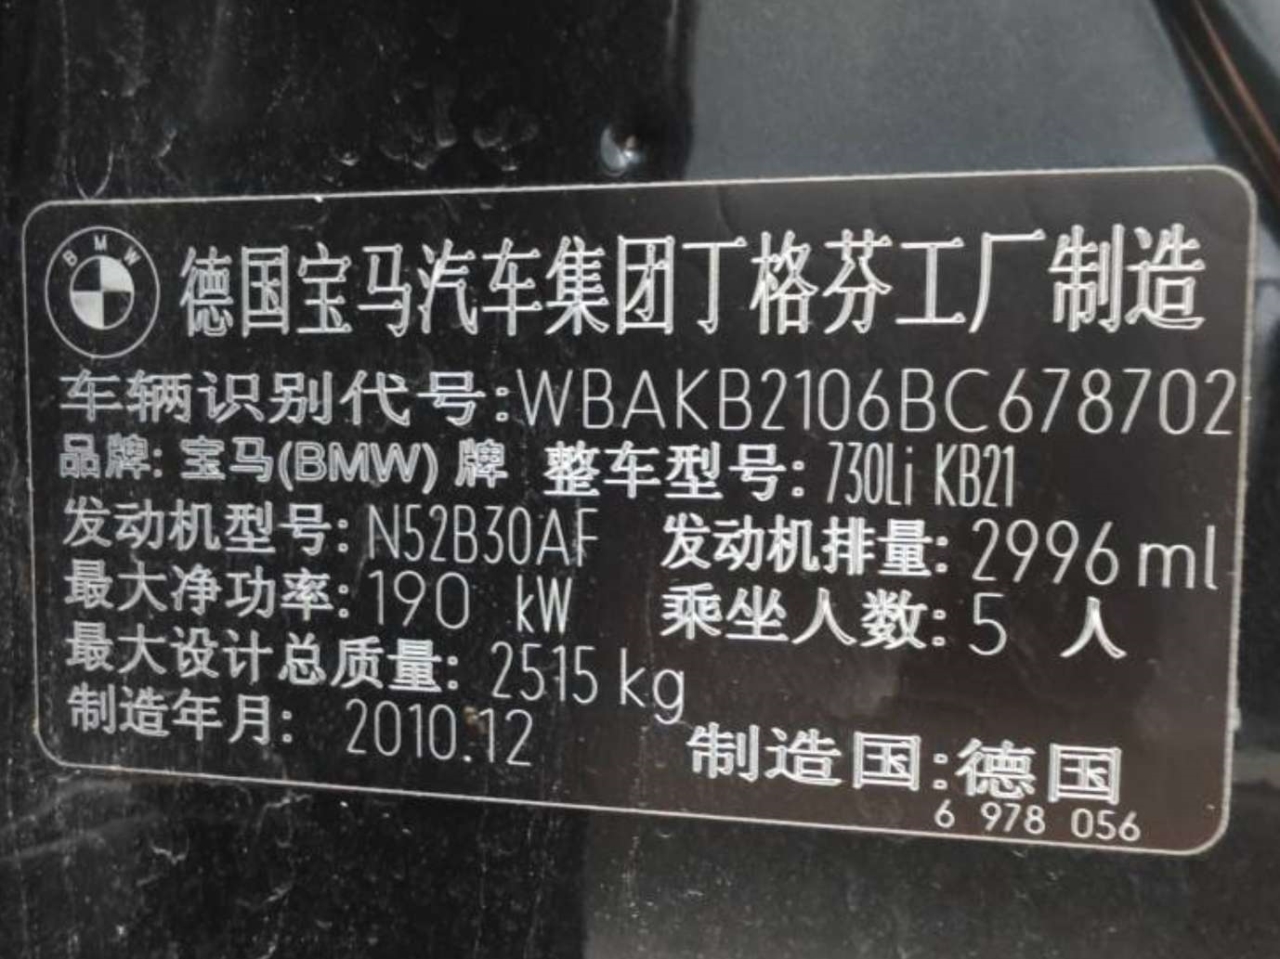 BMW
德国宝马汽车集团丁格芬工厂制造
车辆识别代号:WBAKB2106BC678702
品牌: 宝马(BMW) 牌 整车型号: 730Li KB21
发动机型号: N52B30AF 发动机排量: 2996 ml
最大净功率: 190 kW 乘坐人数: 5 人
最大设计总质量: 2515 kg
制造年月: 2010.12
制造国: 德国
6 978 056